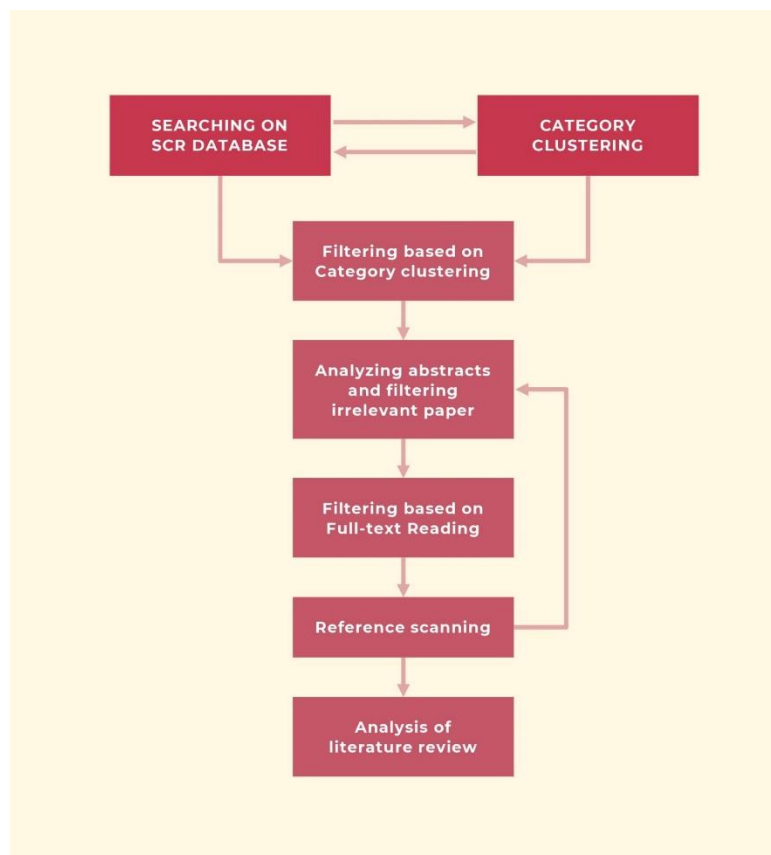 SEARCHING ON
SCR DATABASE
CATEGORY
CLUSTERING
Filtering based on
Category clustering
Analyzing abstracts
and filtering
irrelevant paper
Filtering based on
Full-text Reading
Reference scanning
Analysis of
literature review